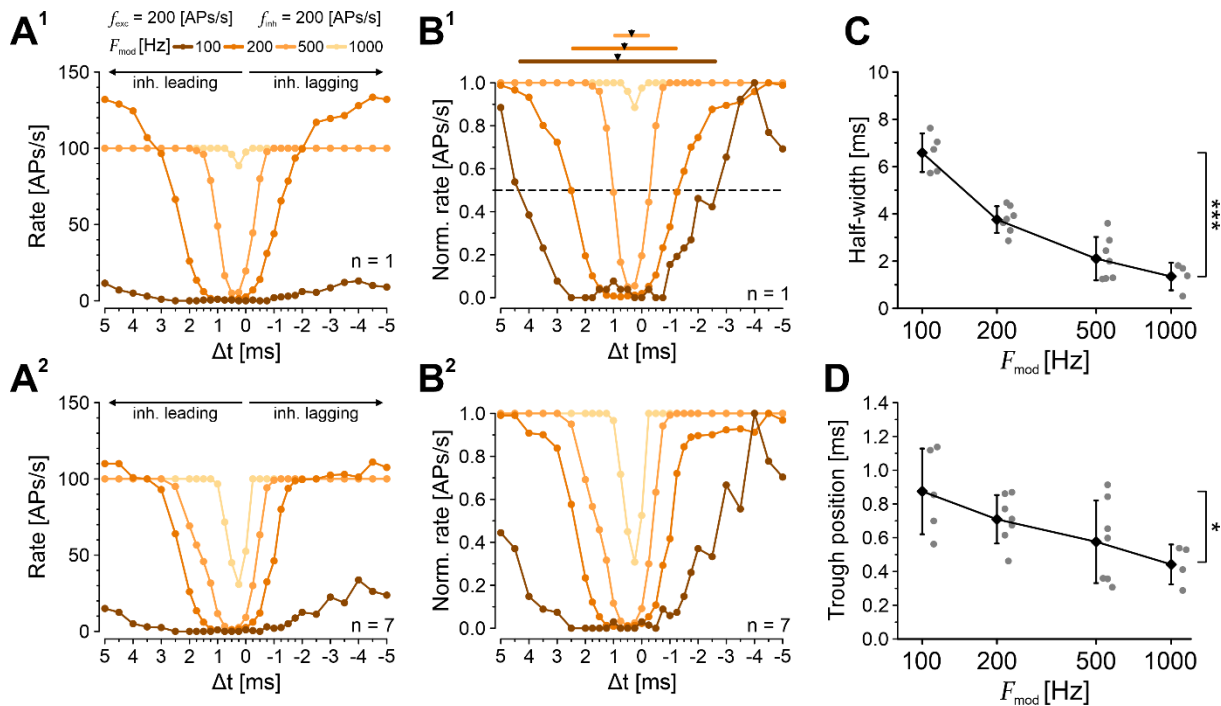 A¹
f_exc = 200 [APs/s] f_inh = 200 [APs/s]
F_mod [Hz] 100 200 500 1000
inh. leading inh. lagging
Rate [APs/s]
150
100
50
0
n = 1
5 4 3 2 1 0 -1 -2 -3 -4 -5
Δt [ms]
B¹
Norm. rate [APs/s]
1.0
0.8
0.6
0.4
0.2
0.0
n = 1
5 4 3 2 1 0 -1 -2 -3 -4 -5
Δt [ms]
C
Half-width [ms]
10
8
6
4
2
0
***
100 200 500 1000
F_mod [Hz]
A²
inh. leading inh. lagging
Rate [APs/s]
150
100
50
0
n = 7
5 4 3 2 1 0 -1 -2 -3 -4 -5
Δt [ms]
B²
Norm. rate [APs/s]
1.0
0.8
0.6
0.4
0.2
0.0
n = 7
5 4 3 2 1 0 -1 -2 -3 -4 -5
Δt [ms]
D
Trough position [ms]
1.4
1.2
1.0
0.8
0.6
0.4
0.2
0.0
*
100 200 500 1000
F_mod [Hz]